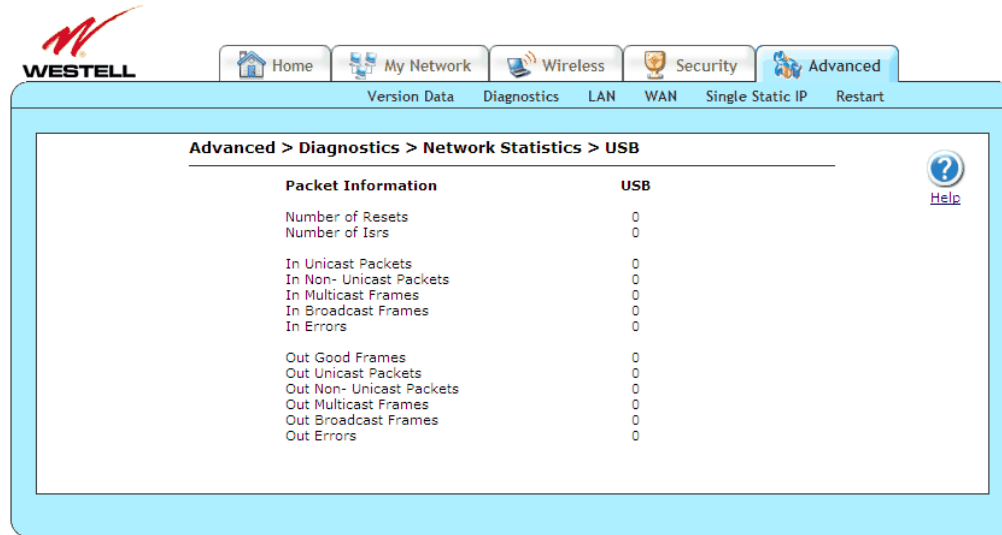 WESTELL
Home My Network Wireless Security Advanced
Version Data Diagnostics LAN WAN Single Static IP Restart
Advanced > Diagnostics > Network Statistics > USB
Help
Packet Information USB
Number of Resets 0
Number of Isrs 0
In Unicast Packets 0
In Non- Unicast Packets 0
In Multicast Frames 0
In Broadcast Frames 0
In Errors 0
Out Good Frames 0
Out Unicast Packets 0
Out Non- Unicast Packets 0
Out Multicast Frames 0
Out Broadcast Frames 0
Out Errors 0